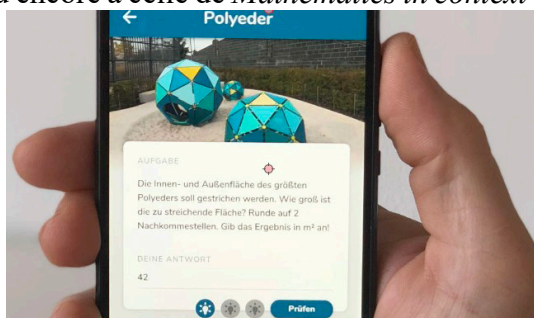 encore à celle de Mathematics in context
Polyeder
AUFGABE
Die Innen- und Außenfläche des größten
Polyeders soll gestrichen werden. Wie groß ist
die zu streichende Fläche? Runde auf 2
Nachkommestellen. Gib das Ergebnis in m² an!
DEINE ANTWORT
42
Prüfen